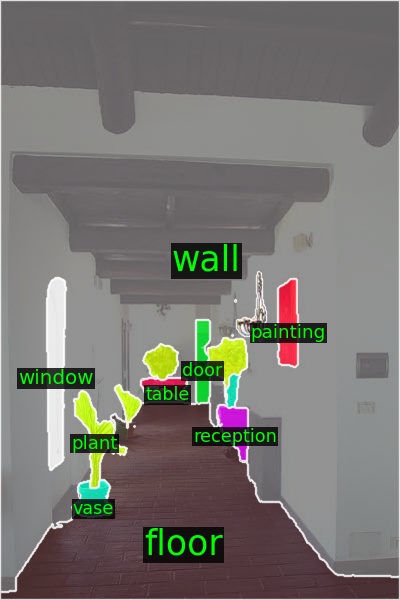 wall
painting
door
window
table
reception
plant
vase
floor